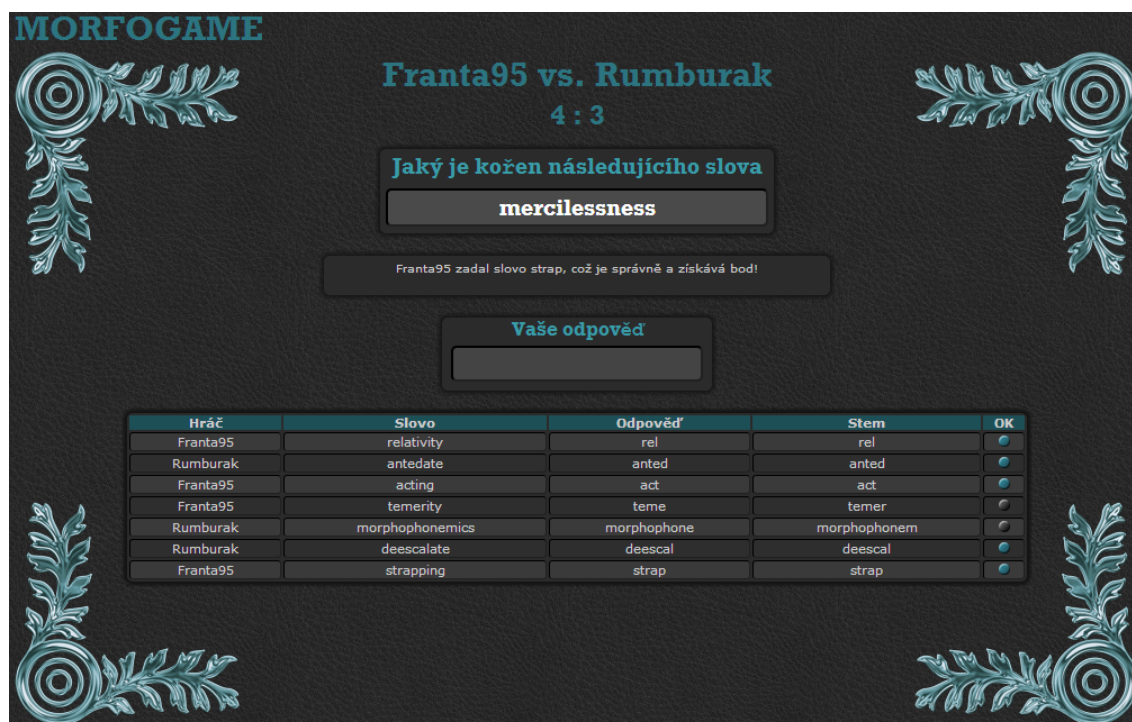 MORFOGAME
Franta95 vs. Rumburak
4 : 3
Jaký je kořen následujícího slova
mercilessness
Franta95 zadal slovo strap, což je správně a získává bod!
Vaše odpověď
Hráč Slovo Odpověď Stem OK
Franta95 relativity rel rel
Rumburak antedate anted anted
Franta95 acting act act
Franta95 temerity teme temer
Rumburak morphophonemics morphophone morphophonem
Rumburak deescalate deescal deescal
Franta95 strapping strap strap